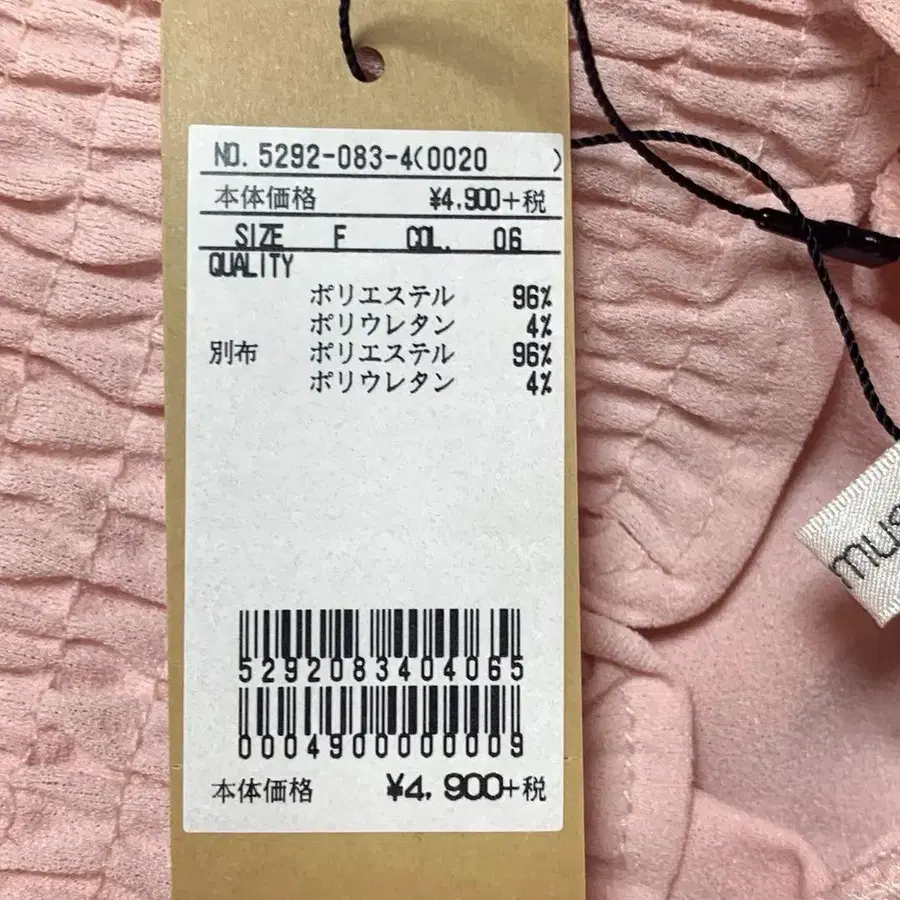 NO. 5292-083-4(0020 )
本体価格 ¥4,900+税
SIZE F COL. 06
QUALITY
ポリエステル 96%
ポリウレタン 4%
別布 ポリエステル 96%
ポリウレタン 4%
5292083404065
0004900000009
本体価格 ¥4,900+税